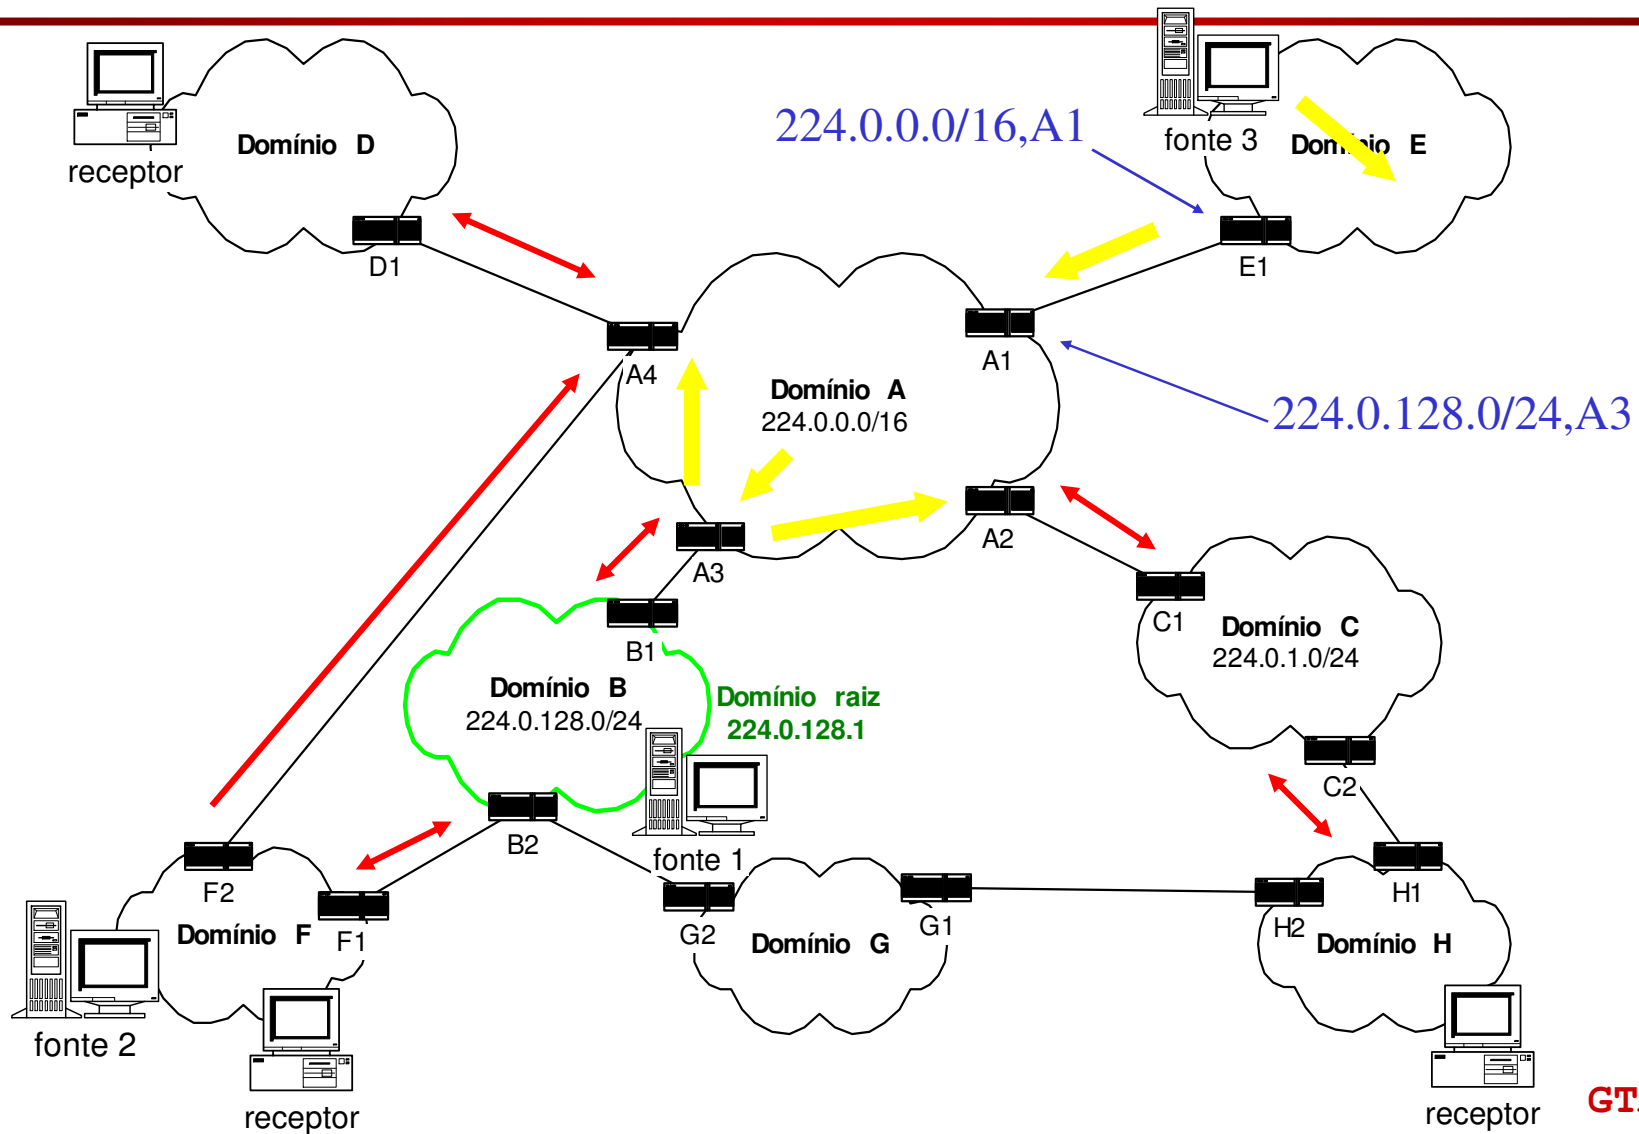 Domínio D
receptor
D1
224.0.0.0/16,A1
fonte 3
Domínio E
E1
A4
A1
Domínio A
224.0.0.0/16
224.0.128.0/24,A3
A3
A2
B1
C1
Domínio C
224.0.1.0/24
Domínio B
224.0.128.0/24
Domínio raiz
224.0.128.1
C2
B2
fonte 1
F2
F1
Domínio F
G2
G1
Domínio G
H1
H2
Domínio H
fonte 2
receptor
receptor